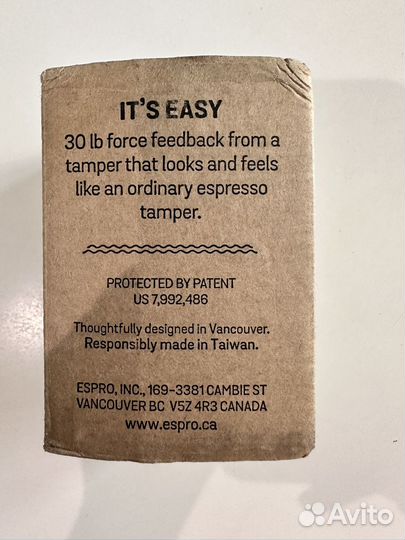 IT'S EASY
30 lb force feedback from a
tamper that looks and feels
like an ordinary espresso
tamper.
PROTECTED BY PATENT
US 7,992,486
Thoughtfully designed in Vancouver.
Responsibly made in Taiwan.
ESPRO, INC., 169-3381 CAMBIE ST
VANCOUVER BC V5Z 4R3 CANADA
www.espro.ca
Avito